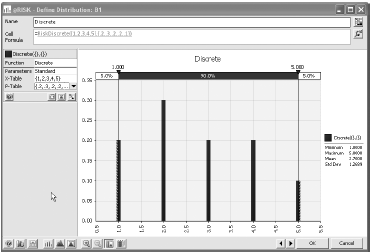 @RISK - Define Distribution: B1
Name
Discrete
Cell Formula
=RiskDiscrete({1,2,3,4,5},{.2,.3,.2,.2,.1})
Discrete({},{})
Function Discrete
Parameters Standard
X-Table {1,2,3,4,5}
P-Table {.2,.3,.2,.2,...
Discrete
1.000
5.000
5.0%
90.0%
5.0%
0.35
0.30
0.25
0.20
0.15
0.10
0.05
0.00
0.5
1.0
1.5
2.0
2.5
3.0
3.5
4.0
4.5
5.0
5.5
Discrete({},{})
Minimum 1.0000
Maximum 5.0000
Mean 2.7000
Std Dev 1.2689
OK
Cancel